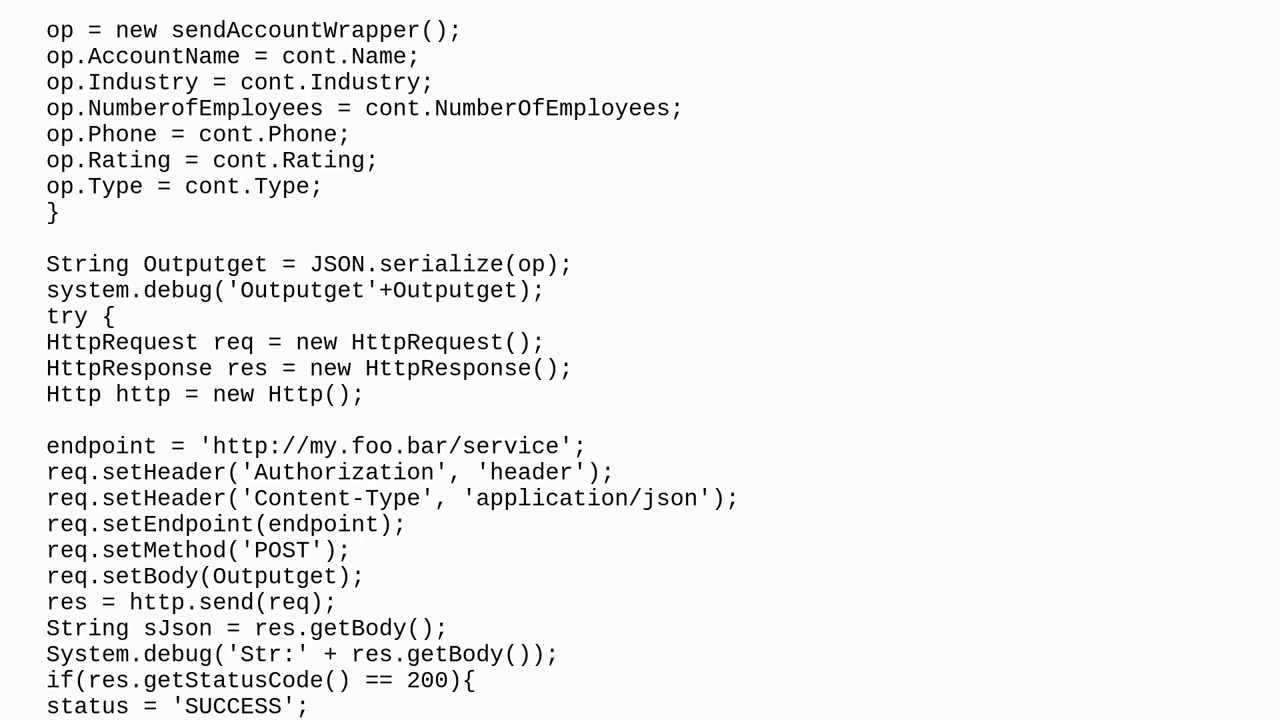 op = new sendAccountWrapper();
op.AccountName = cont.Name;
op.Industry = cont.Industry;
op.NumberofEmployees = cont.NumberOfEmployees;
op.Phone = cont.Phone;
op.Rating = cont.Rating;
op.Type = cont.Type;
}
String Outputget = JSON.serialize(op);
system.debug('Outputget'+Outputget);
try {
HttpRequest req = new HttpRequest();
HttpResponse res = new HttpResponse();
Http http = new Http();
endpoint = 'http://my.foo.bar/service';
req.setHeader('Authorization', 'header');
req.setHeader('Content-Type', 'application/json');
req.setEndpoint(endpoint);
req.setMethod('POST');
req.setBody(Outputget);
res = http.send(req);
String sJson = res.getBody();
System.debug('Str:' + res.getBody());
if(res.getStatusCode() == 200){
status = 'SUCCESS';